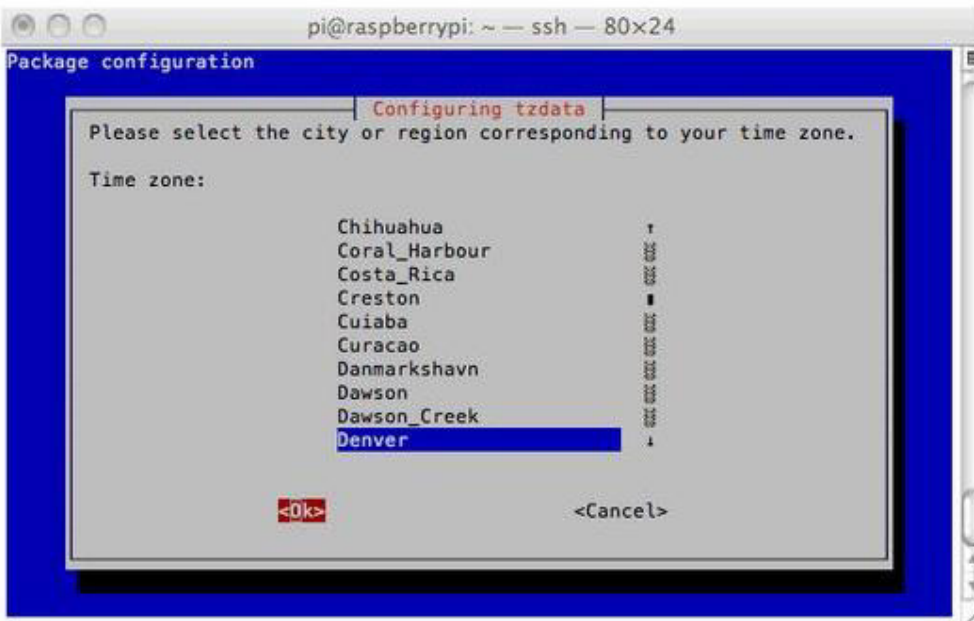 pi@raspberrypi: ~ — ssh — 80×24
Package configuration
Configuring tzdata
Please select the city or region corresponding to your time zone.
Time zone:
Chihuahua
Coral_Harbour
Costa_Rica
Creston
Cuiaba
Curacao
Danmarkshavn
Dawson
Dawson_Creek
Denver
<Ok> <Cancel>